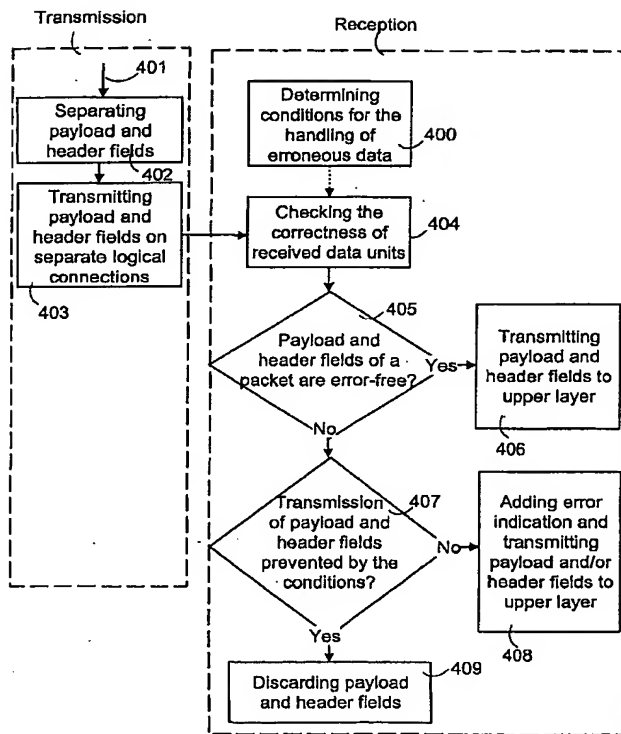 Transmission
Reception
401
Separating
payload and
header fields
402
Transmitting
payload and
header fields on
separate logical
connections
403
Determining
conditions for the
handling of
erroneous data
400
Checking the
correctness of
received data units
404
405
Payload and
header fields of a
packet are error-free?
Yes
No
Transmitting
payload and
header fields to
upper layer
406
407
Transmission
of payload and
header fields
prevented by the
conditions?
No
Yes
Adding error
indication and
transmitting
payload and/or
header fields to
upper layer
408
409
Discarding payload
and header fields